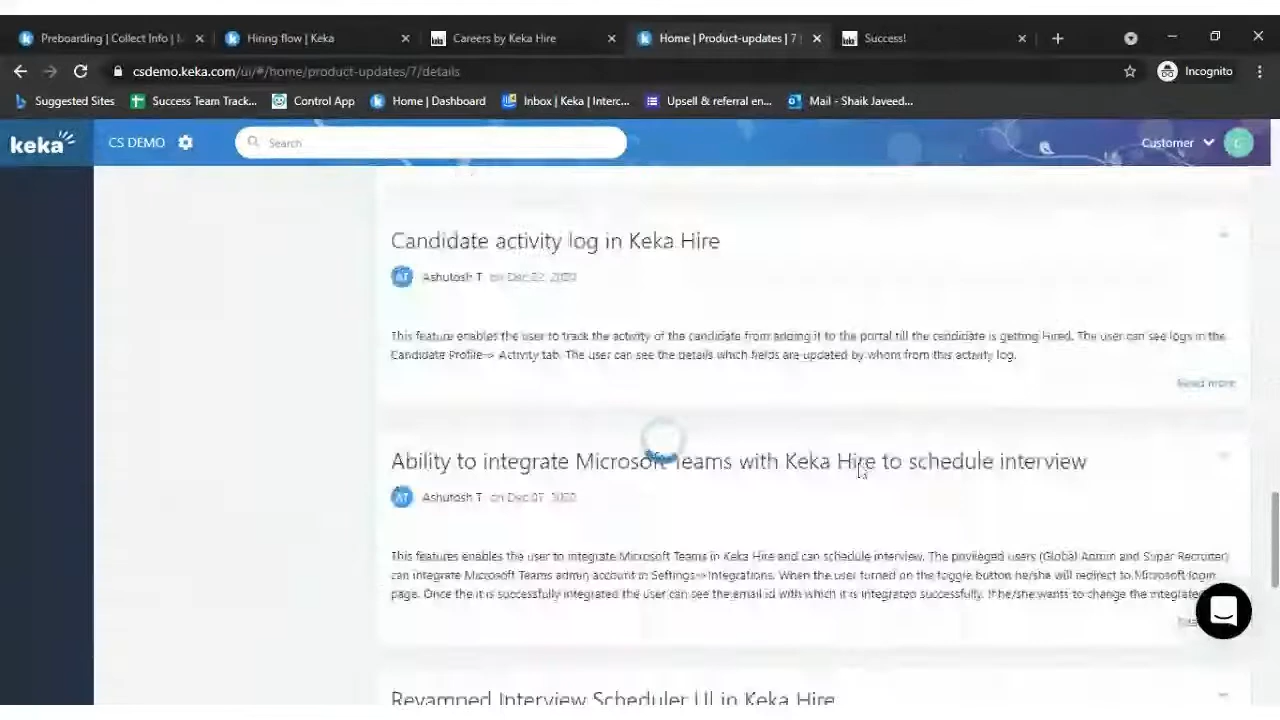 Preboarding | Collect Info |
Hiring flow | Keka
Careers by Keka Hire
Home | Product-updates | 7
Success!
csdemo.keka.com/ui/#/home/product-updates/7/details
Incognito
Suggested Sites
Success Team Track...
Control App
Home | Dashboard
Inbox | Keka | Interc...
Upsell & referral en...
Mail - Shaik Javeed...
keka
CS DEMO
Search
Customer
Candidate activity log in Keka Hire
AT Ashutosh T on Dec 22, 2020
This feature enables the user to track the activity of the candidate from adding it to the portal till the candidate is getting Hired. The user can see logs in the
Candidate Profile-> Activity tab. The user can see the details which fields are updated by whom from this activity log.
Read more
Ability to integrate Microsoft Teams with Keka Hire to schedule interview
AT Ashutosh T on Dec 07, 2020
This features enables the user to integrate Microsoft Teams in Keka Hire and can schedule interview. The privileged users (Global Admin and Super Recruiter)
can integrate Microsoft Teams admin account in Settings->Integrations. When the user turned on the toggle button he/she will redirect to Microsoft login
page. Once the it is successfully integrated the user can see the email id with which it is integrated successfully. If he/she wants to change the integrated
Revamped Interview Scheduler UI in Keka Hire